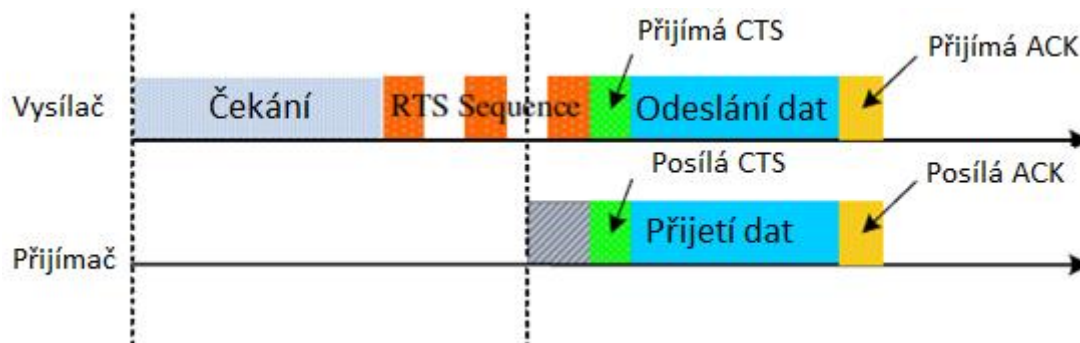 Přijímá CTS
Přijímá ACK
Vysílač
Čekání
RTS Sequence
Odeslání dat
Posílá CTS
Posílá ACK
Přijetí dat
Přijímač